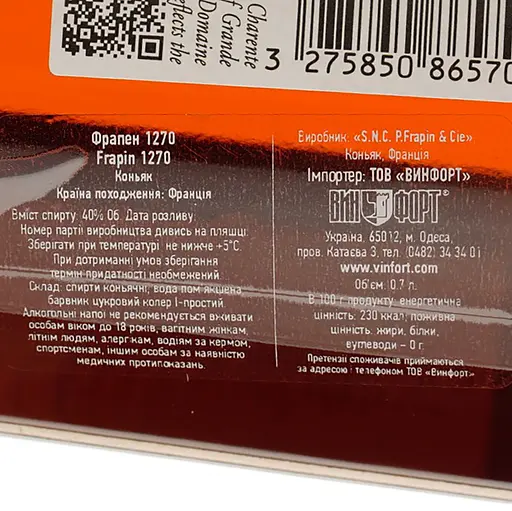 Charente
of Grande
Domaine
reflects the
3 275850 86570
Фрапен 1270
Frapin 1270
Коньяк
Країна походження: Франція
Вміст спирту: 40% Об. Дата розливу:
Номер партії виробництва дивись на пляшці:
Зберігати при температурі не нижче +5°С
При дотриманні умов зберігання
термін придатності необмежений
Склад: спирти коньячні, вода пом'якшена
барвник цукровий колер І-простий
Алкогольні напої не рекомендується вживати
особам віком до 18 років, вагітним жінкам,
літнім людям, алергікам, водіям за кермом,
спортсменам, іншим особам за наявністю
медичних протипоказань.
Виробник: «S.N.C. P.Frapin & Cie»
Коньяк, Франція
Імпортер: ТОВ «ВИНФОРТ»
ВИН ФОРТ®
Україна, 65012, м. Одеса,
пров. Катаєва 3, т. (0482) 34 34 01
www.vinfort.com
Об'єм: 0,7 л.
В 100 г продукту енергетична
цінність: 230 ккал, поживна
цінність: жири, білки,
вуглеводи – 0 г.
Претензії споживачів приймаються
за адресою і телефоном ТОВ «Винфорт»